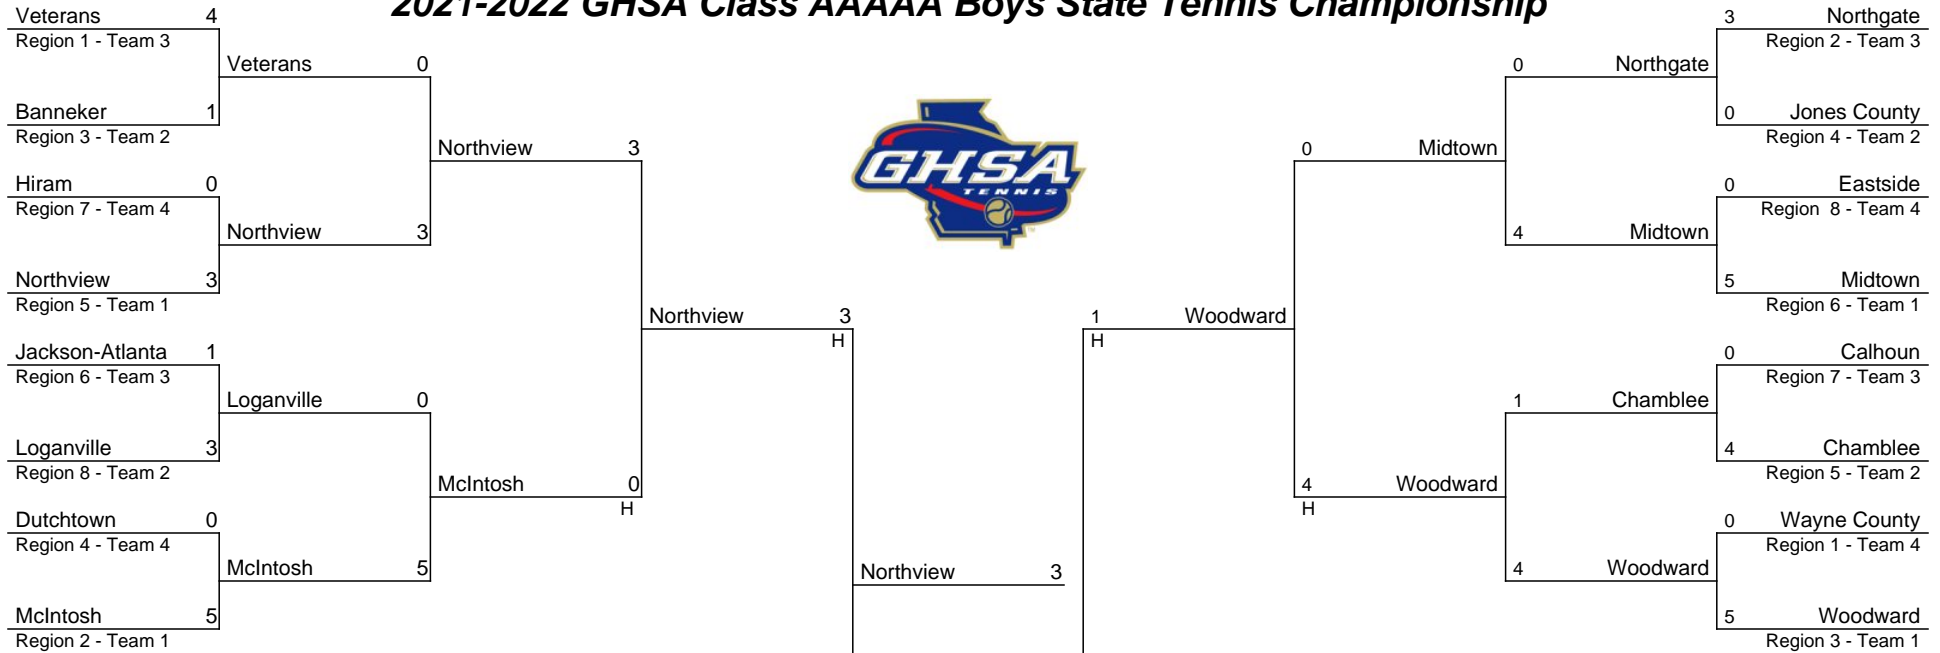 2021-2022 GHSA Class AAAAA Boys State Tennis Championship
Veterans 4
Region 1 - Team 3
Veterans 0
Banneker 1
Region 3 - Team 2
Northview 3
Hiram 0
Region 7 - Team 4
Northview 3
Northview 3
Region 5 - Team 1
Northview 3
H
Jackson-Atlanta 1
Region 6 - Team 3
Loganville 0
Loganville 3
Region 8 - Team 2
McIntosh 0
H
Dutchtown 0
Region 4 - Team 4
McIntosh 5
McIntosh 5
Region 2 - Team 1
Northview 3
GHSA
TENNIS
3 Northgate
Region 2 - Team 3
0 Northgate
0 Jones County
Region 4 - Team 2
0 Midtown
0 Eastside
Region  8 - Team 4
4 Midtown
5 Midtown
Region 6 - Team 1
1 Woodward
H
0 Calhoun
Region 7 - Team 3
1 Chamblee
4 Chamblee
Region 5 - Team 2
4 Woodward
H
0 Wayne County
Region 1 - Team 4
4 Woodward
5 Woodward
Region 3 - Team 1